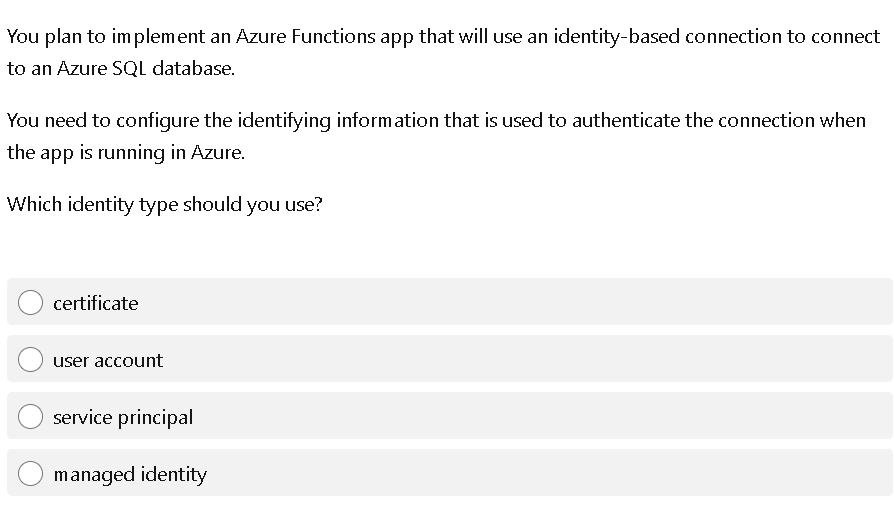 You plan to implement an Azure Functions app that will use an identity-based connection to connect
to an Azure SQL database.
You need to configure the identifying information that is used to authenticate the connection when
the app is running in Azure.
Which identity type should you use?
certificate
user account
service principal
managed identity